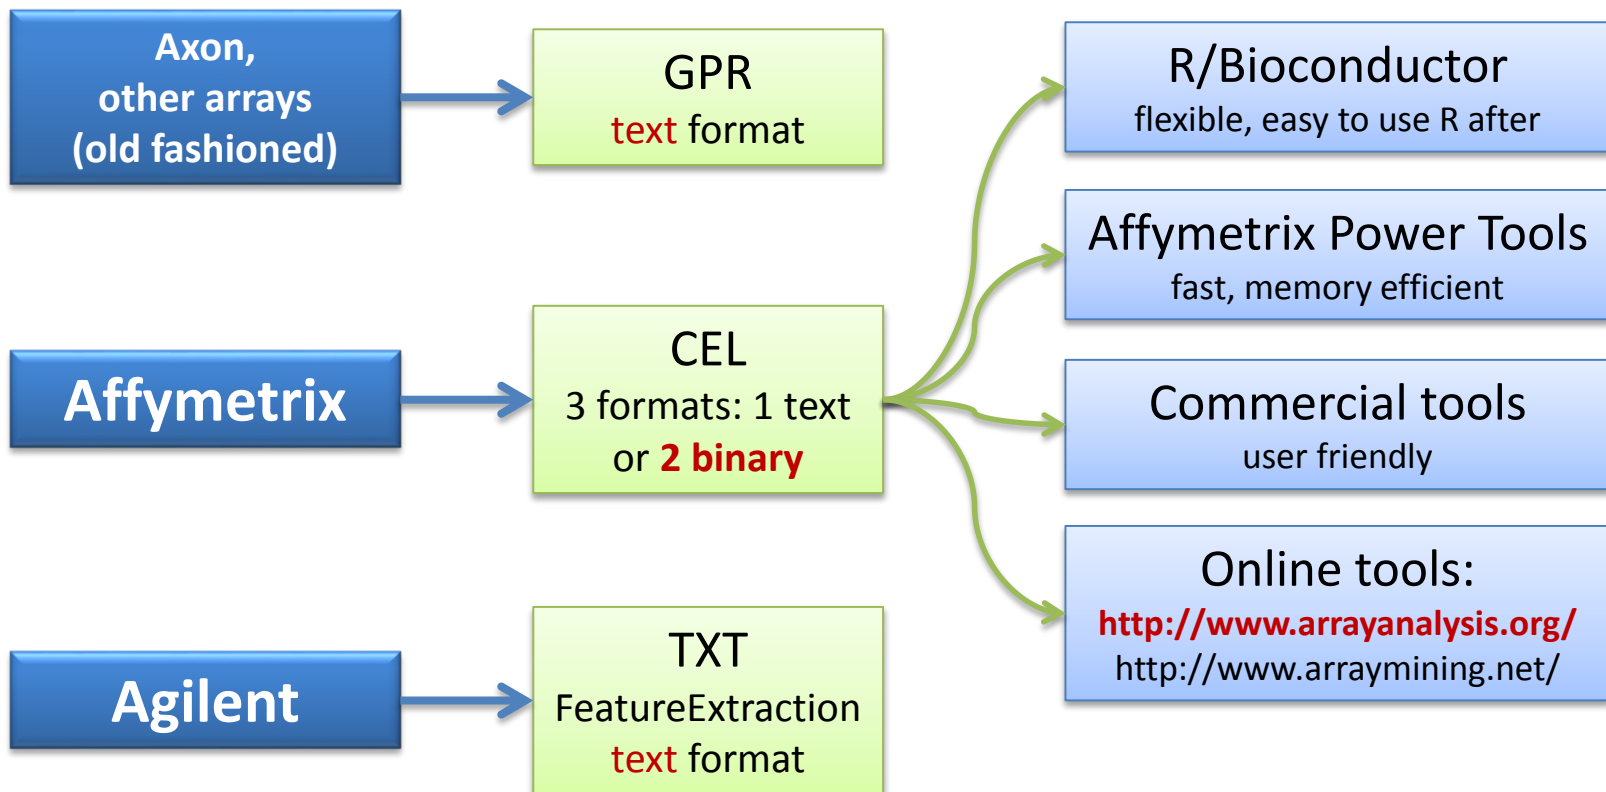 Axon,
other arrays
(old fashioned)
GPR
text format
R/Bioconductor
flexible, easy to use R after
Affymetrix Power Tools
fast, memory efficient
Affymetrix
CEL
3 formats: 1 text
or 2 binary
Commercial tools
user friendly
Online tools:
http://www.arrayanalysis.org/
http://www.arraymining.net/
Agilent
TXT
FeatureExtraction
text format